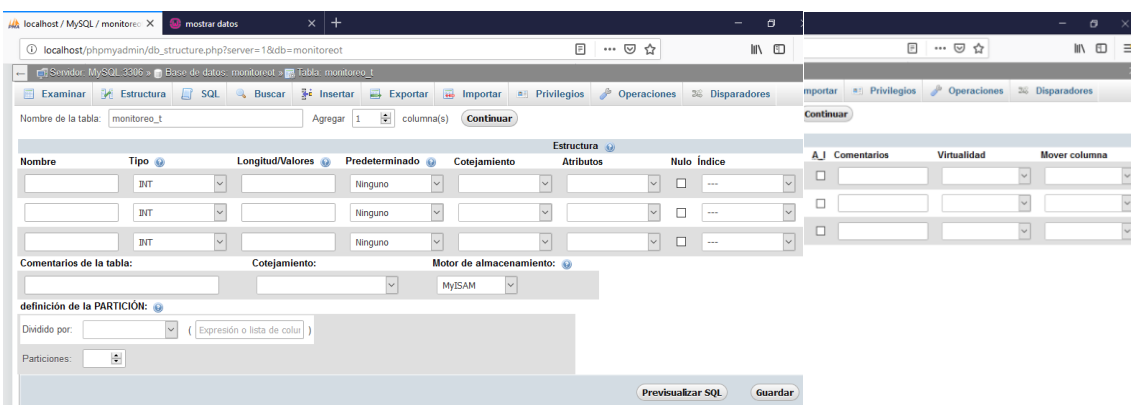 localhost / MySQL / monitoreo
mostrar datos
localhost/phpmyadmin/db_structure.php?server=1&db=monitoreot
Servidor: MySQL:3306 » Base de datos: monitoreot » Tabla: monitoreo_t
Examinar Estructura SQL Buscar Insertar Exportar Importar Privilegios Operaciones Disparadores
mportar Privilegios Operaciones Disparadores
Nombre de la tabla: monitoreo_t Agregar 1 columna(s) Continuar
Continuar
Estructura
Nombre Tipo Longitud/Valores Predeterminado Cotejamiento Atributos Nulo Índice
A_I Comentarios Virtualidad Mover columna
INT Ninguno ---
INT Ninguno ---
INT Ninguno ---
Comentarios de la tabla: Cotejamiento: Motor de almacenamiento:
MyISAM
definición de la PARTICIÓN:
Dividido por: ( Expresión o lista de colur )
Particiones:
Previsualizar SQL Guardar